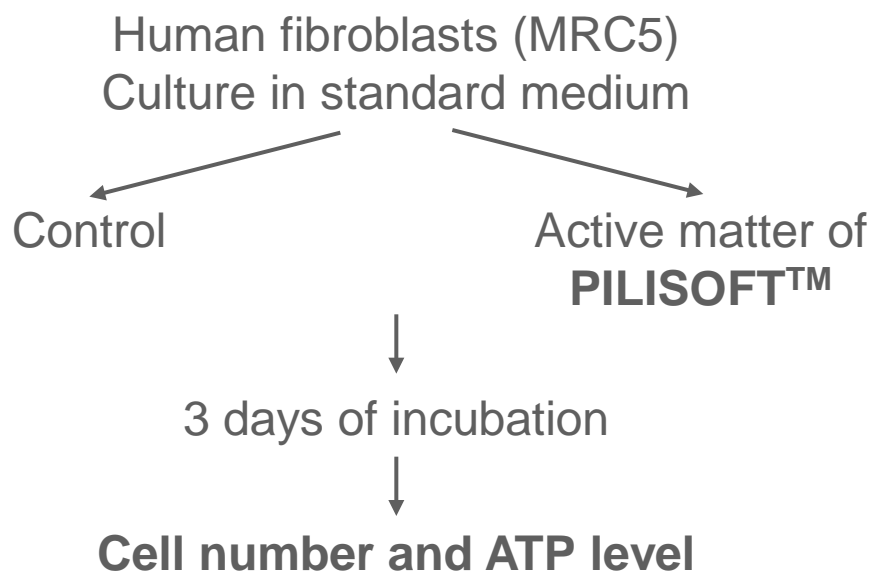 Human fibroblasts (MRC5)
Culture in standard medium
Control
Active matter of
PILISOFT™
3 days of incubation
Cell number and ATP level